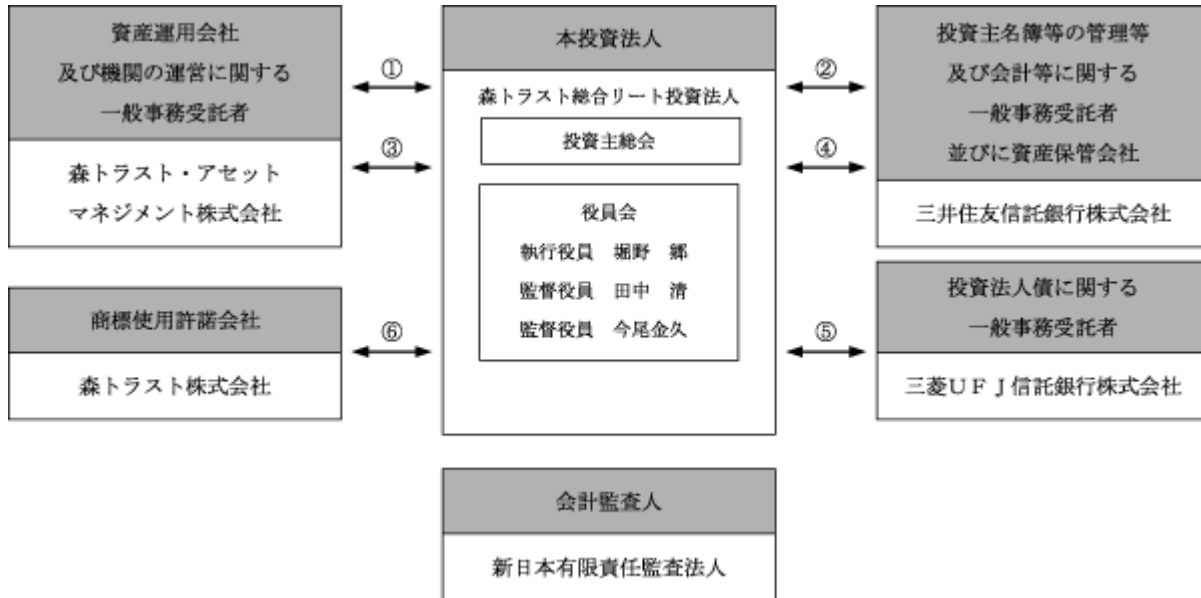 資産運用会社
及び機関の運営に関する
一般事務受託者
森トラスト・アセット
マネジメント株式会社
①
③
商標使用許諾会社
森トラスト株式会社
⑥
本投資法人
森トラスト総合リート投資法人
投資主総会
役員会
執行役員　堀野　郷
監督役員　田中　清
監督役員　今尾金久
②
④
投資主名簿等の管理等
及び会計等に関する
一般事務受託者
並びに資産保管会社
三井住友信託銀行株式会社
⑤
投資法人債に関する
一般事務受託者
三菱ＵＦＪ信託銀行株式会社
会計監査人
新日本有限責任監査法人